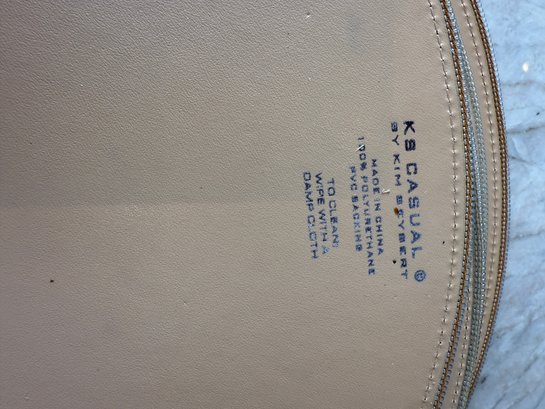 KS CASUAL ©
BY KIM SEYBERT
MADE IN CHINA
100% POLYURETHANE
PVC BACKING
TO CLEAN:
WIPE WITH A
DAMP CLOTH